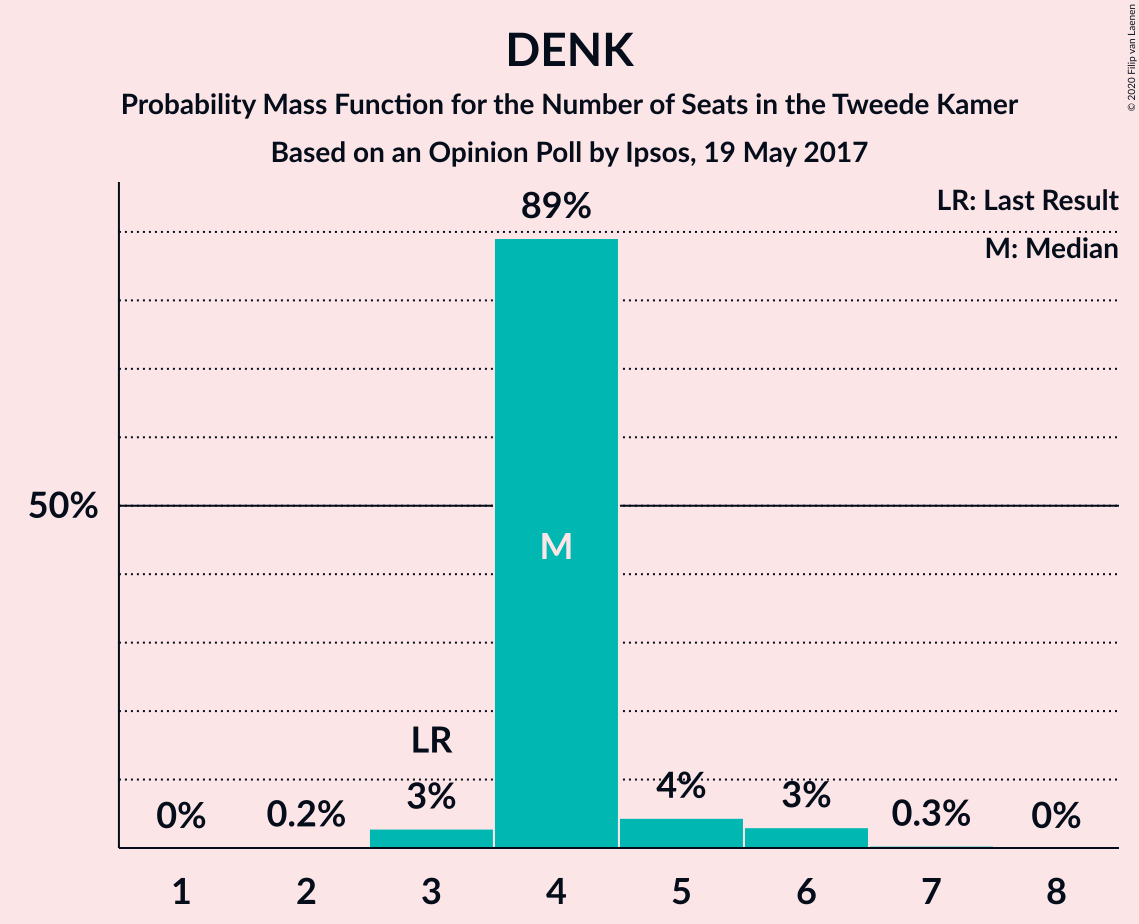 DENK
Probability Mass Function for the Number of Seats in the Tweede Kamer
Based on an Opinion Poll by Ipsos, 19 May 2017
© 2020 Filip van Laenen
LR: Last Result
M: Median
89%
50%
M
LR
0%
0.2%
3%
4%
3%
0.3%
0%
1 2 3 4 5 6 7 8